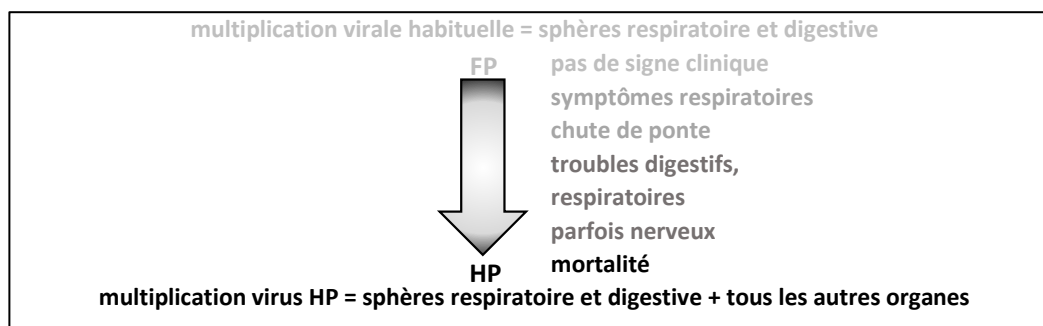 multiplication virale habituelle = sphères respiratoire et digestive
FP
pas de signe clinique
symptômes respiratoires
chute de ponte
troubles digestifs,
respiratoires
parfois nerveux
mortalité
HP
multiplication virus HP = sphères respiratoire et digestive + tous les autres organes